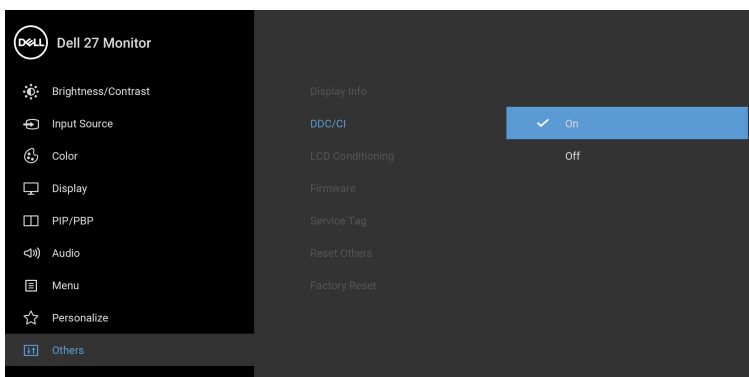 DELL
Dell 27 Monitor
Brightness/Contrast
Display Info
Input Source
DDC/CI
On
Color
LCD Conditioning
Off
Display
Firmware
PIP/PBP
Service Tag
Audio
Reset Others
Menu
Factory Reset
Personalize
Others